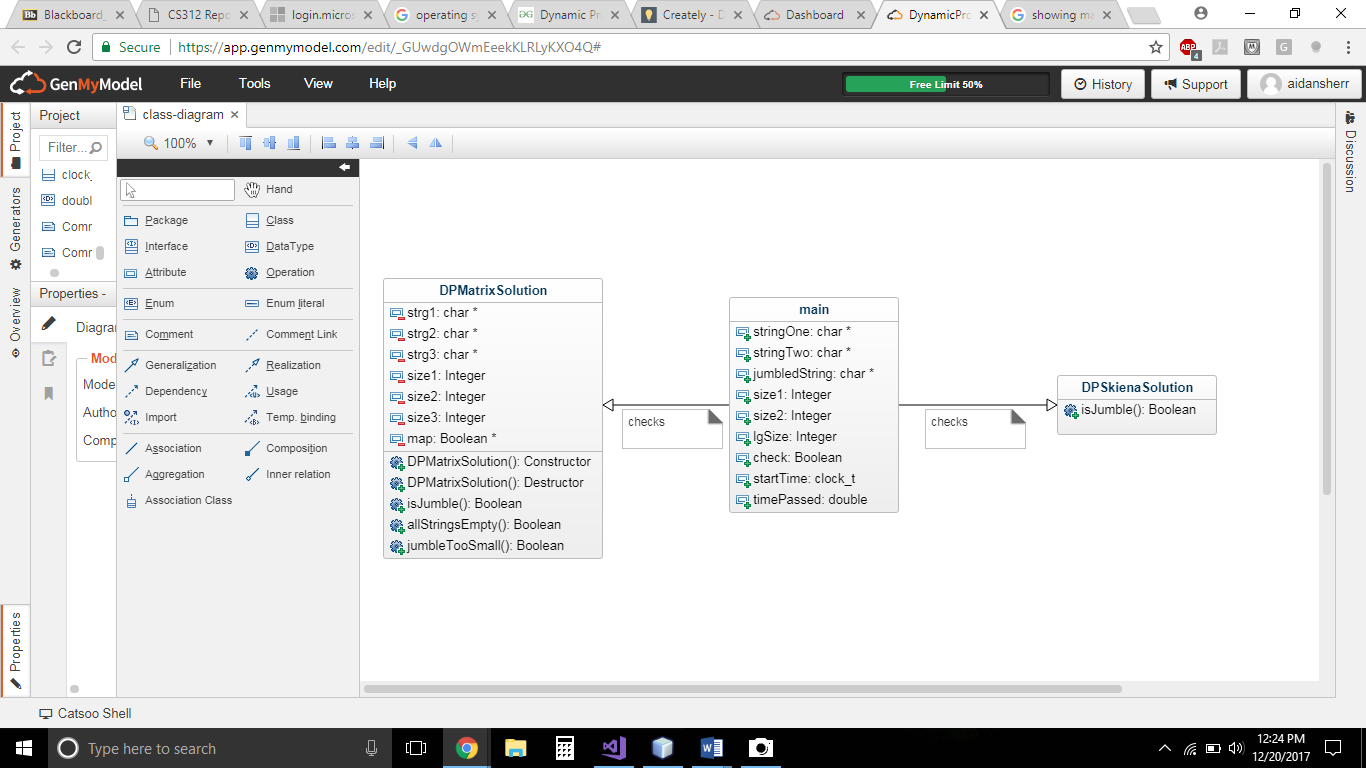 Blackboard_
CS312 Repo
login.micros
operating sy
Dynamic Pr
Creately - D
Dashboard
DynamicPro
showing ma
Secure
https://app.genmymodel.com/edit/_GUwdgOWmEeekKLRLyKXO4Q#
ABP
4
GenMyModel
File
Tools
View
Help
Free Limit 50%
History
Support
aidansherr
Project
Generators
Overview
Properties
Project
Filter...
clock_
doubl
Comr
Comr
Properties -
Diagram
Mod
Mode
Autho
Comp
class-diagram
100%
Hand
Package
Class
Interface
DataType
Attribute
Operation
Enum
Enum literal
Comment
Comment Link
Generalization
Realization
Dependency
Usage
Import
Temp. binding
Association
Composition
Aggregation
Inner relation
Association Class
DPMatrixSolution
strg1: char *
strg2: char *
strg3: char *
size1: Integer
size2: Integer
size3: Integer
map: Boolean *
DPMatrixSolution(): Constructor
DPMatrixSolution(): Destructor
isJumble(): Boolean
allStringsEmpty(): Boolean
jumbleTooSmall(): Boolean
checks
main
stringOne: char *
stringTwo: char *
jumbledString: char *
size1: Integer
size2: Integer
lgSize: Integer
check: Boolean
startTime: clock_t
timePassed: double
checks
DPSkienaSolution
isJumble(): Boolean
Discussion
Catsoo Shell
Type here to search
12:24 PM
12/20/2017